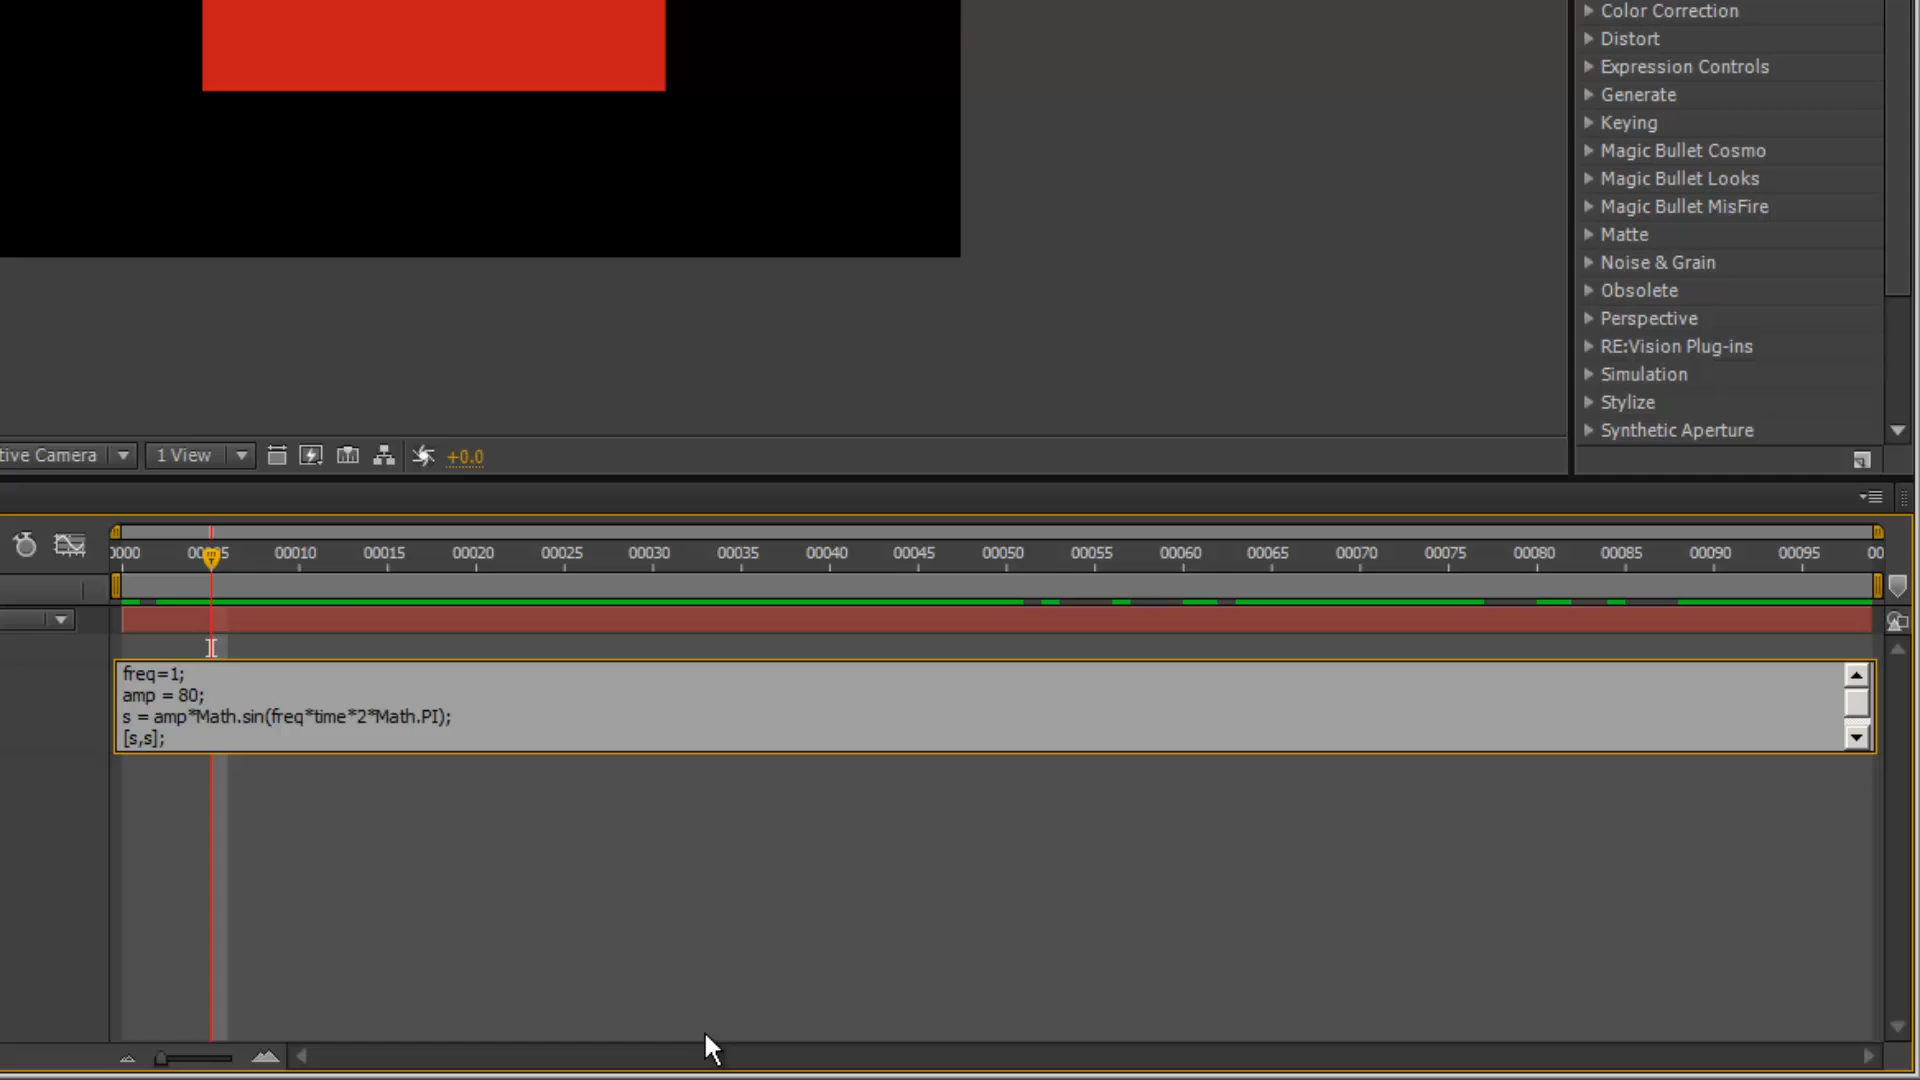 Color Correction
Distort
Expression Controls
Generate
Keying
Magic Bullet Cosmo
Magic Bullet Looks
Magic Bullet MisFire
Matte
Noise & Grain
Obsolete
Perspective
RE:Vision Plug-ins
Simulation
Stylize
Synthetic Aperture
tive Camera 1 View +0.0
0000 00010 00015 00020 00025 00030 00035 00040 00045 00050 00055 00060 00065 00070 00075 00080 00085 00090 00095 00
freq=1;
amp = 80;
s = amp*Math.sin(freq*time*2*Math.PI);
[s,s];